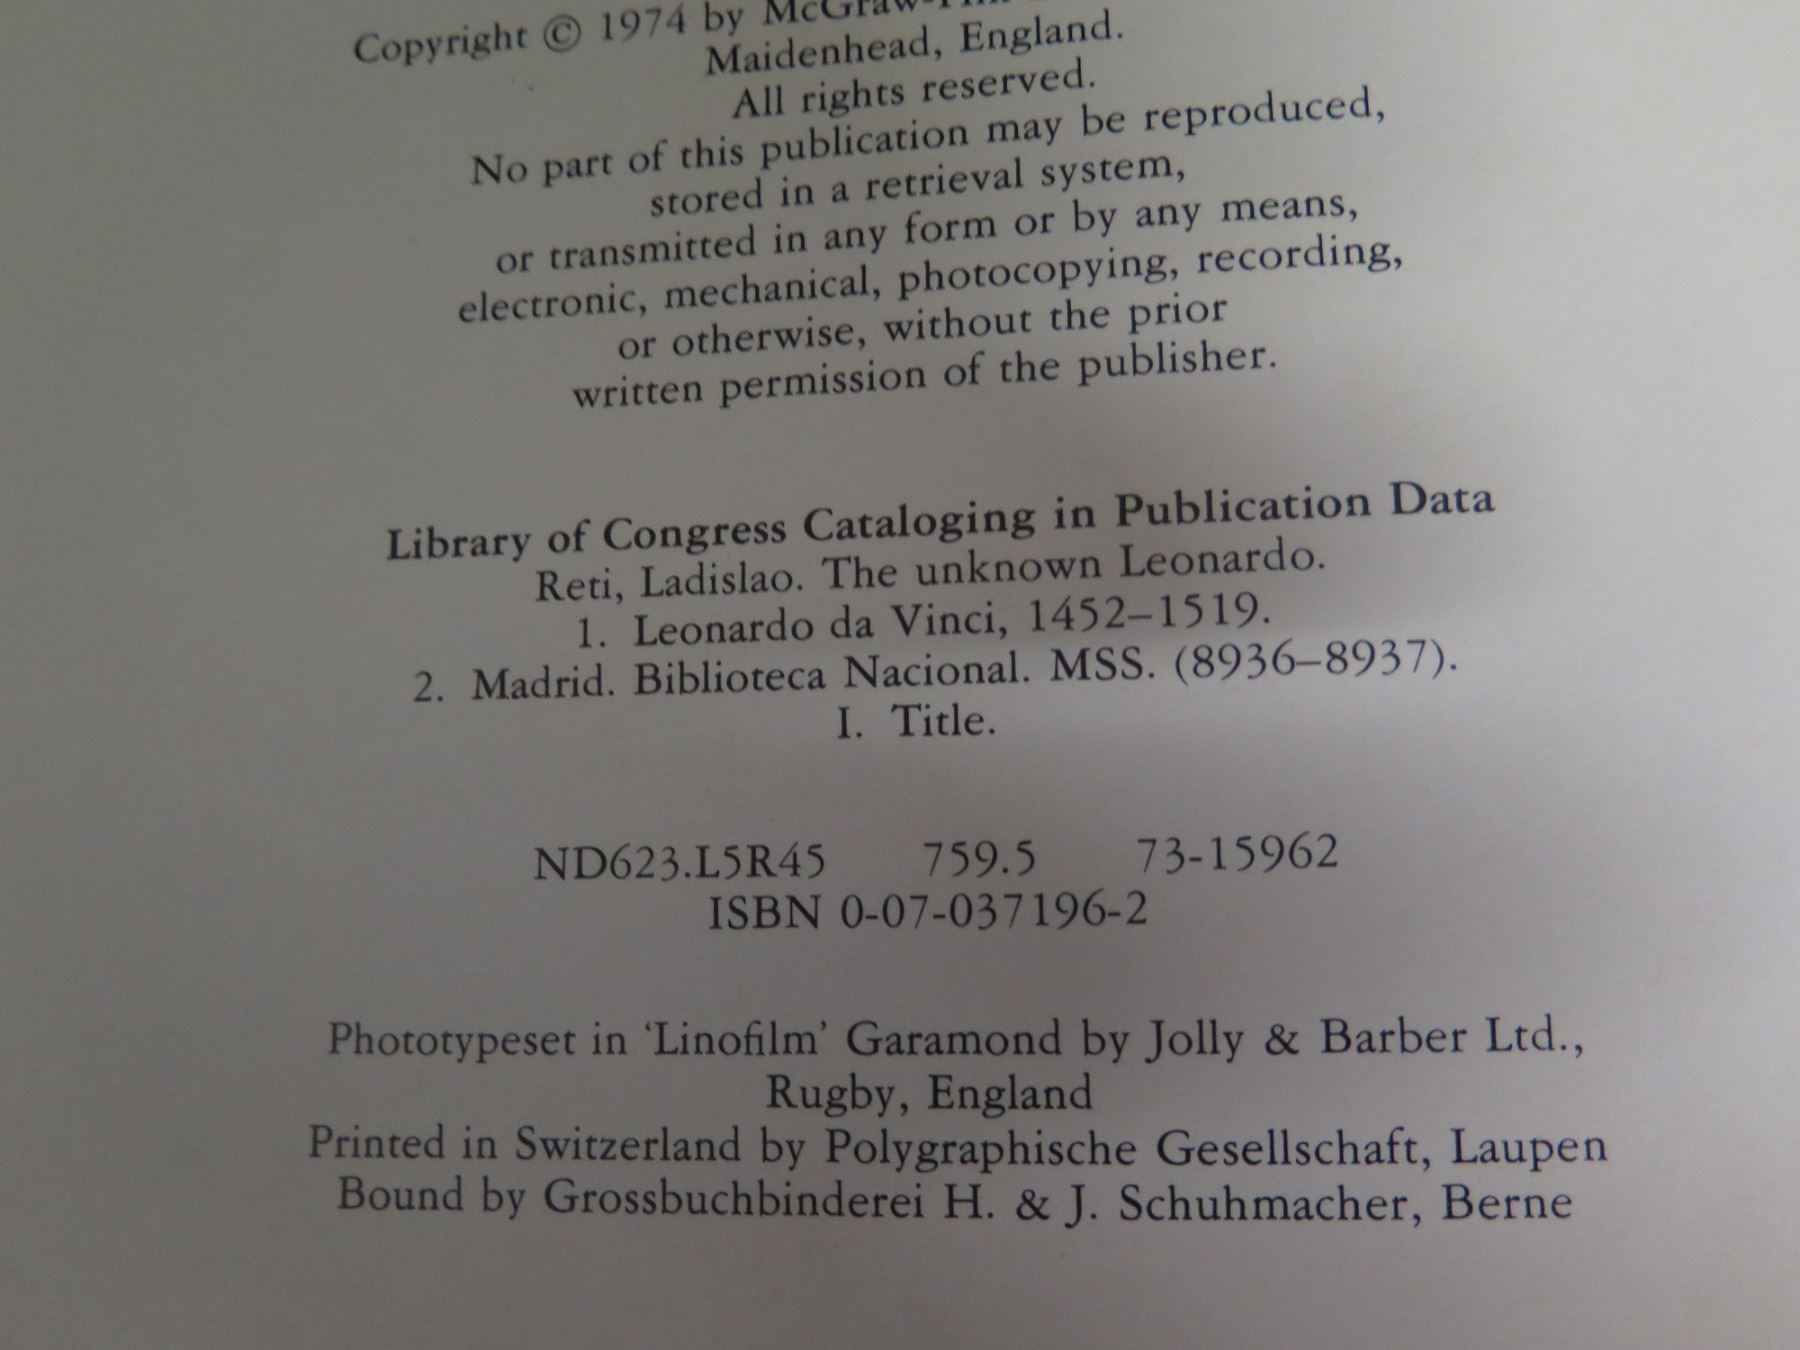 Copyright © 1974 by McGraw-Hill
Maidenhead, England.
All rights reserved.
No part of this publication may be reproduced,
stored in a retrieval system,
or transmitted in any form or by any means,
electronic, mechanical, photocopying, recording,
or otherwise, without the prior
written permission of the publisher.
Library of Congress Cataloging in Publication Data
Reti, Ladislao. The unknown Leonardo.
1. Leonardo da Vinci, 1452–1519.
2. Madrid. Biblioteca Nacional. MSS. (8936–8937).
I. Title.
ND623.L5R45 759.5 73-15962
ISBN 0-07-037196-2
Phototypeset in ‘Linofilm’ Garamond by Jolly & Barber Ltd.,
Rugby, England
Printed in Switzerland by Polygraphische Gesellschaft, Laupen
Bound by Grossbuchbinderei H. & J. Schuhmacher, Berne